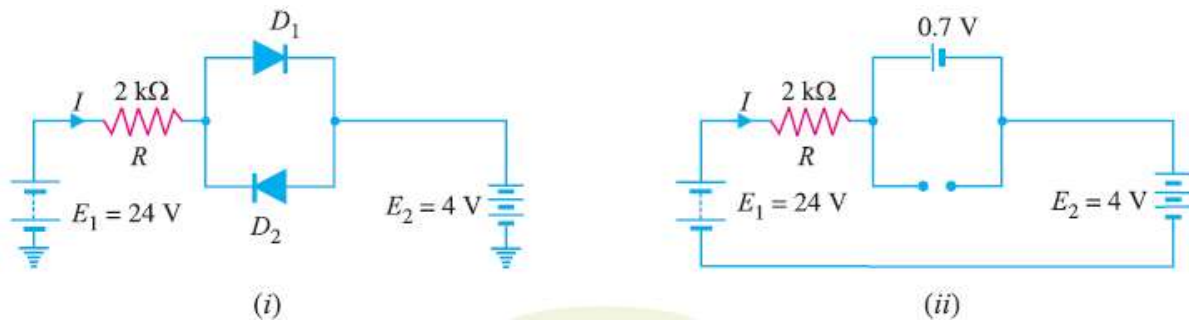 D₁
2 kΩ
I
R
E₁ = 24 V
D₂
E₂ = 4 V
(i)
0.7 V
2 kΩ
I
R
E₁ = 24 V
E₂ = 4 V
(ii)